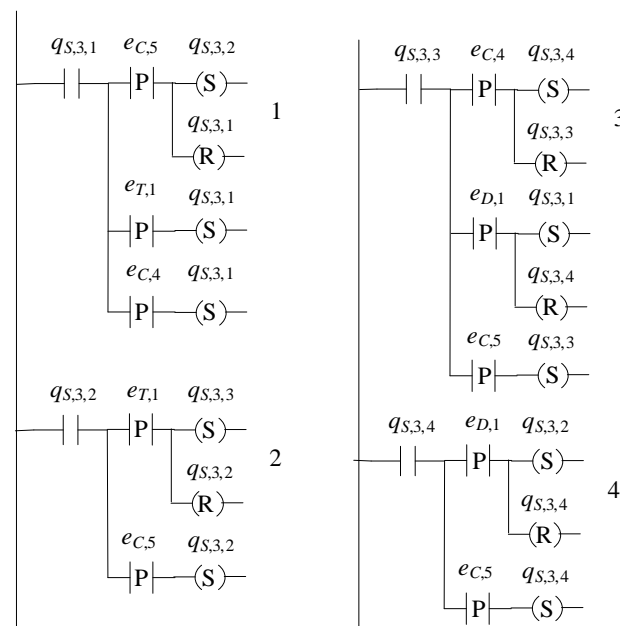 q_{S,3,1} e_{C,5} q_{S,3,2}
P (S)
1
q_{S,3,1}
(R)
e_{T,1} q_{S,3,1}
P (S)
e_{C,4} q_{S,3,1}
P (S)
q_{S,3,2} e_{T,1} q_{S,3,3}
P (S)
2
q_{S,3,2}
(R)
e_{C,5} q_{S,3,2}
P (S)
q_{S,3,3} e_{C,4} q_{S,3,4}
P (S)
3
q_{S,3,3}
(R)
e_{D,1} q_{S,3,1}
P (S)
q_{S,3,4}
(R)
e_{C,5} q_{S,3,3}
P (S)
q_{S,3,4} e_{D,1} q_{S,3,2}
P (S)
4
q_{S,3,4}
(R)
e_{C,5} q_{S,3,4}
P (S)